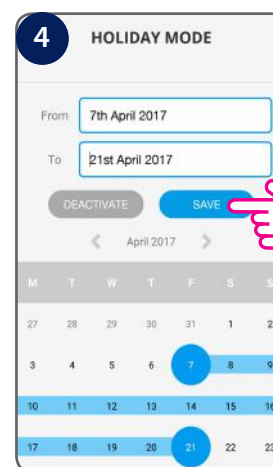 4
HOLIDAY MODE
From 7th April 2017
To 21st April 2017
DEACTIVATE SAVE
< April 2017 >
M T W T F S S
27 28 29 30 31 1 2
3 4 5 6 7 8 9
10 11 12 13 14 15 16
17 18 19 20 21 22 23